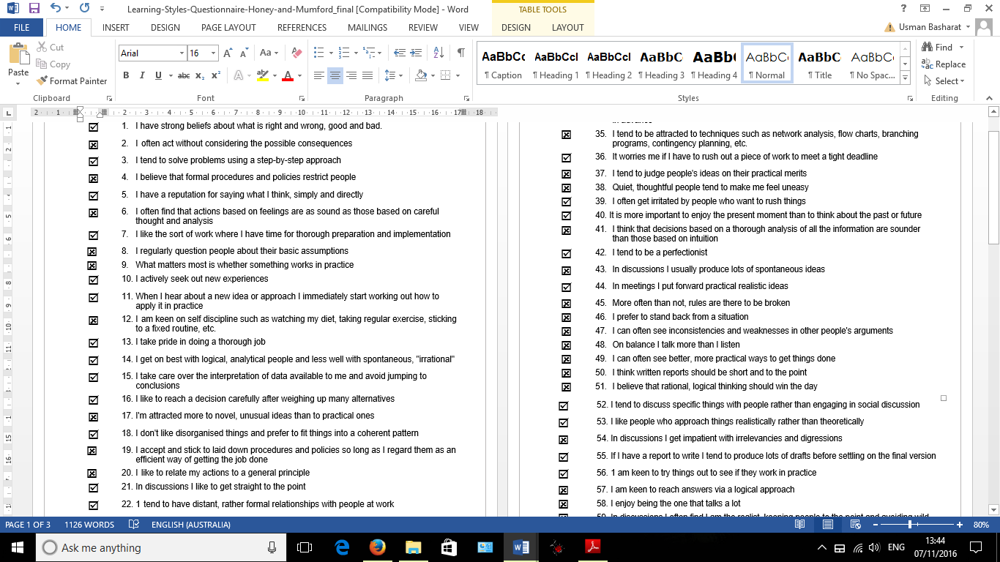 Learning-Styles-Questionnaire-Honey-and-Mumford_final [Compatibility Mode] - Word
TABLE TOOLS
FILE HOME INSERT DESIGN PAGE LAYOUT REFERENCES MAILINGS REVIEW VIEW DESIGN LAYOUT
Usman Basharat
Paste
Cut
Copy
Format Painter
Clipboard
Arial 16
Font
Paragraph
AaBbCc AaBbCcI AaBbCcI AaBbC AaBb( AaBbC AaBbC AaBbC
¶ Caption ¶ Heading 1 ¶ Heading 2 ¶ Heading 3 ¶ Heading 4 ¶ Normal ¶ Title ¶ No Spac...
Styles
Find
Replace
Select
Editing
1. I have strong beliefs about what is right and wrong, good and bad.
2. I often act without considering the possible consequences
3. I tend to solve problems using a step-by-step approach
4. I believe that formal procedures and policies restrict people
5. I have a reputation for saying what I think, simply and directly
6. I often find that actions based on feelings are as sound as those based on careful
thought and analysis
7. I like the sort of work where I have time for thorough preparation and implementation
8. I regularly question people about their basic assumptions
9. What matters most is whether something works in practice
10. I actively seek out new experiences
11. When I hear about a new idea or approach I immediately start working out how to
apply it in practice
12. I am keen on self discipline such as watching my diet, taking regular exercise, sticking
to a fixed routine, etc.
13. I take pride in doing a thorough job
14. I get on best with logical, analytical people and less well with spontaneous, "irrational"
15. I take care over the interpretation of data available to me and avoid jumping to
conclusions
16. I like to reach a decision carefully after weighing up many alternatives
17. I'm attracted more to novel, unusual ideas than to practical ones
18. I don't like disorganised things and prefer to fit things into a coherent pattern
19. I accept and stick to laid down procedures and policies so long as I regard them as an
efficient way of getting the job done
20. I like to relate my actions to a general principle
21. In discussions I like to get straight to the point
22. 1 tend to have distant, rather formal relationships with people at work
in advance
35. I tend to be attracted to techniques such as network analysis, flow charts, branching
programs, contingency planning, etc.
36. It worries me if I have to rush out a piece of work to meet a tight deadline
37. I tend to judge people's ideas on their practical merits
38. Quiet, thoughtful people tend to make me feel uneasy
39. I often get irritated by people who want to rush things
40. It is more important to enjoy the present moment than to think about the past or future
41. I think that decisions based on a thorough analysis of all the information are sounder
than those based on intuition
42. I tend to be a perfectionist
43. In discussions I usually produce lots of spontaneous ideas
44. In meetings I put forward practical realistic ideas
45. More often than not, rules are there to be broken
46. I prefer to stand back from a situation
47. I can often see inconsistencies and weaknesses in other people's arguments
48. On balance I talk more than I listen
49. I can often see better, more practical ways to get things done
50. I think written reports should be short and to the point
51. I believe that rational, logical thinking should win the day
52. I tend to discuss specific things with people rather than engaging in social discussion
53. I like people who approach things realistically rather than theoretically
54. In discussions I get impatient with irrelevancies and digressions
55. If I have a report to write I tend to produce lots of drafts before settling on the final version
56. 1 am keen to try things out to see if they work in practice
57. I am keen to reach answers via a logical approach
58. I enjoy being the one that talks a lot
59. In discussions I often find I am the realist, keeping people to the point and avoiding wild
PAGE 1 OF 3 1126 WORDS ENGLISH (AUSTRALIA) 80%
Ask me anything
ENG
13:44
07/11/2016